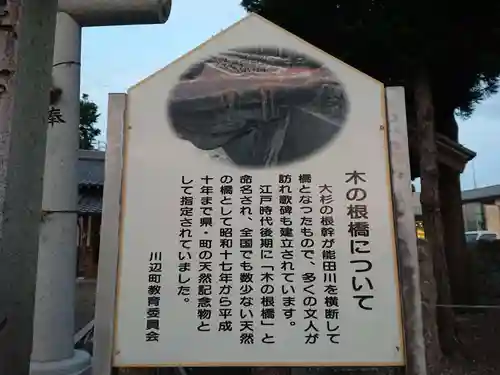 木の根橋について
大杉の根幹が能田川を横断して
橋となったもので、多くの文人が
訪れ歌碑も建立されています。
江戸時代後期に「木の根橋」と
命名され、全国でも数少ない天然
の橋として昭和十七年から平成
十年まで県・町の天然記念物と
して指定されていました。
川辺町教育委員会
奉